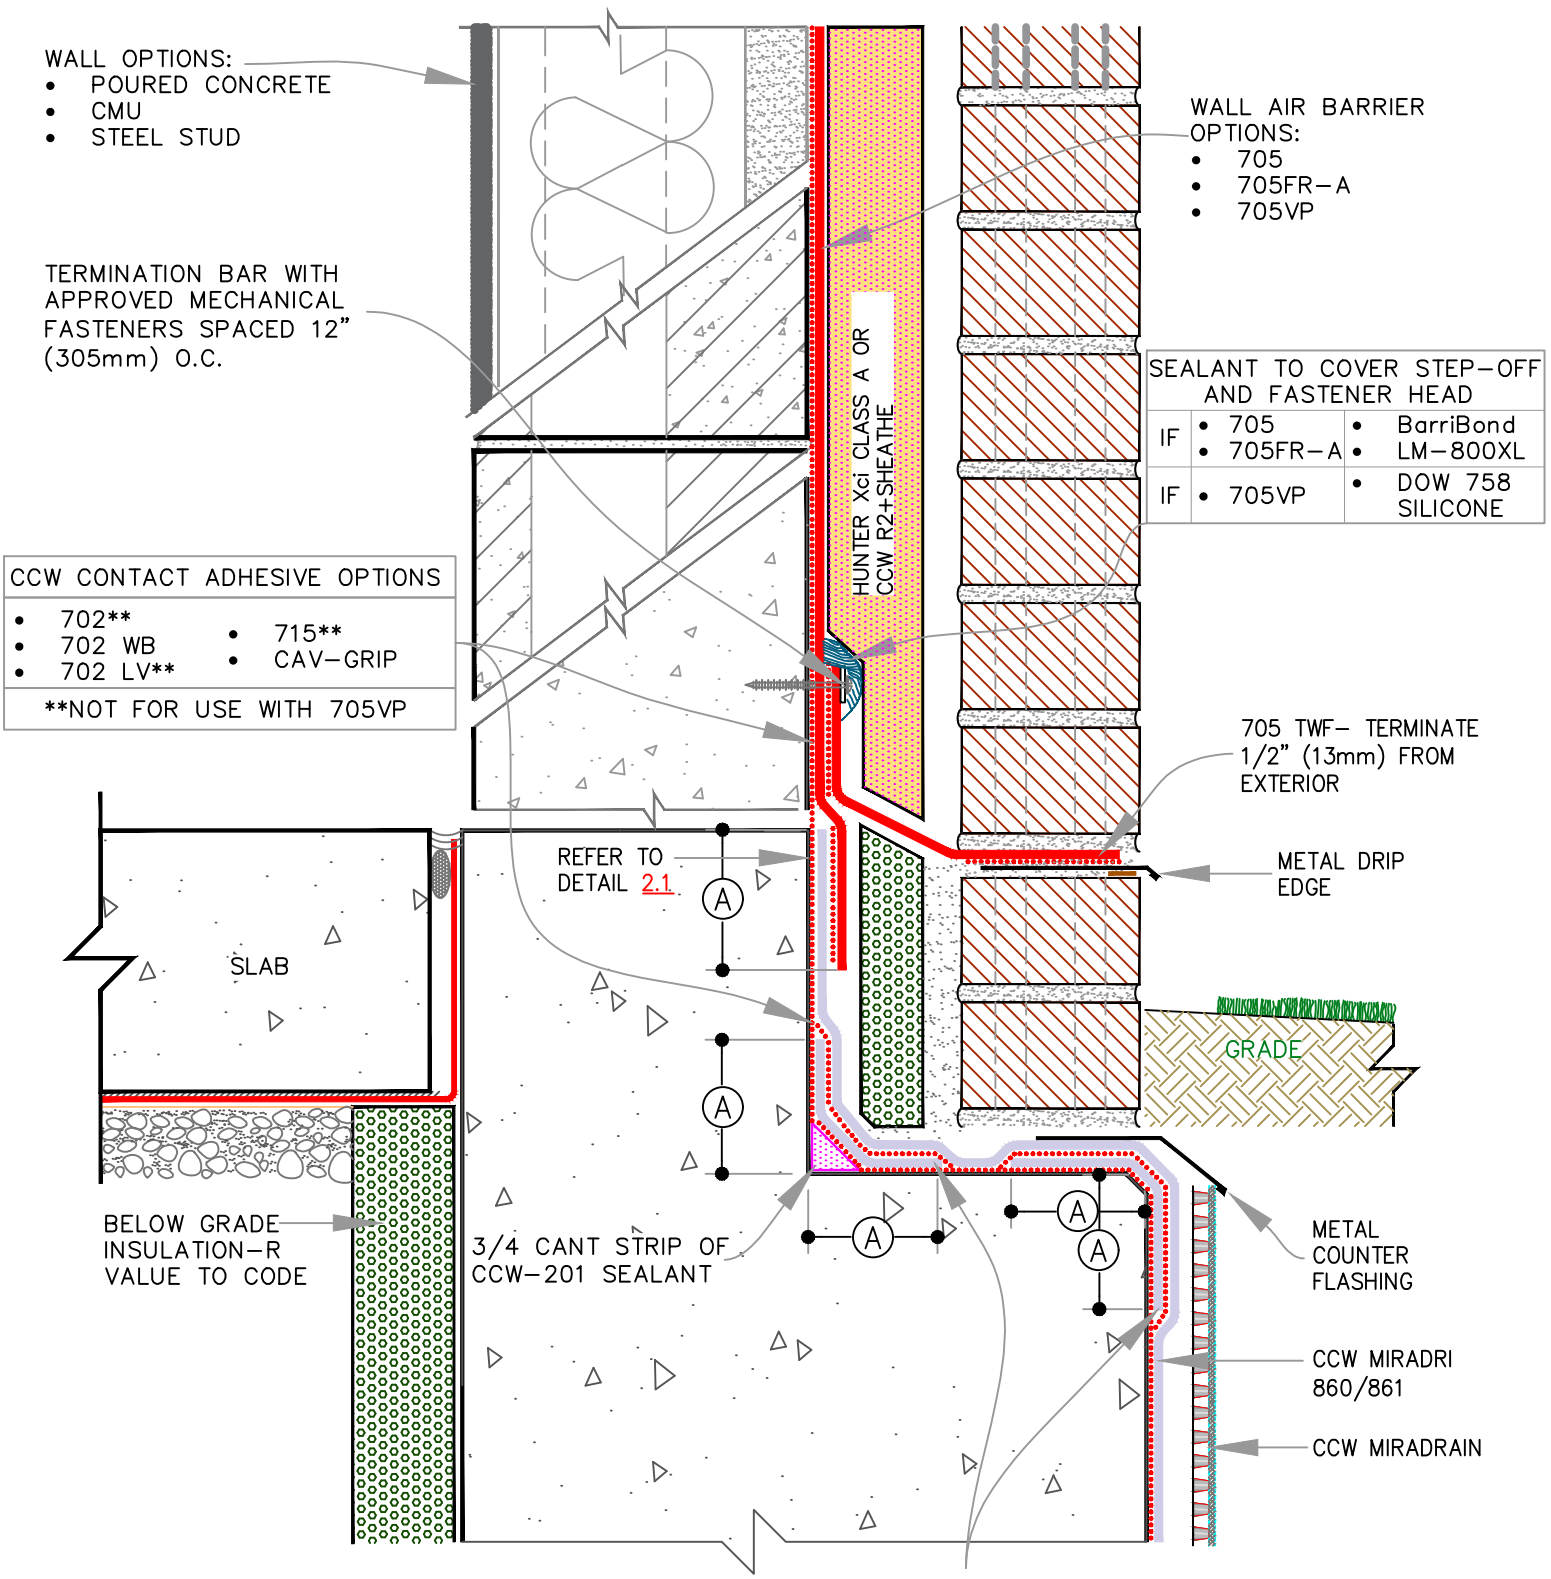 WALL OPTIONS:
• POURED CONCRETE
• CMU
• STEEL STUD
WALL AIR BARRIER
OPTIONS:
• 705
• 705FR-A
• 705VP
TERMINATION BAR WITH
APPROVED MECHANICAL
FASTENERS SPACED 12”
(305mm) O.C.
HUNTER Xci CLASS A OR
CCW R2+SHEATHE
SEALANT TO COVER STEP-OFF
AND FASTENER HEAD
IF • 705 • BarriBond
• 705FR-A • LM-800XL
IF • 705VP • DOW 758
SILICONE
CCW CONTACT ADHESIVE OPTIONS
• 702** • 715**
• 702 WB • CAV-GRIP
• 702 LV**
**NOT FOR USE WITH 705VP
705 TWF- TERMINATE
1/2” (13mm) FROM
EXTERIOR
REFER TO
DETAIL 2.1
METAL DRIP
EDGE
A
SLAB
GRADE
A
BELOW GRADE
INSULATION-R
VALUE TO CODE
3/4 CANT STRIP OF
CCW-201 SEALANT
A
A
A
METAL
COUNTER
FLASHING
CCW MIRADRI
860/861
CCW MIRADRAIN